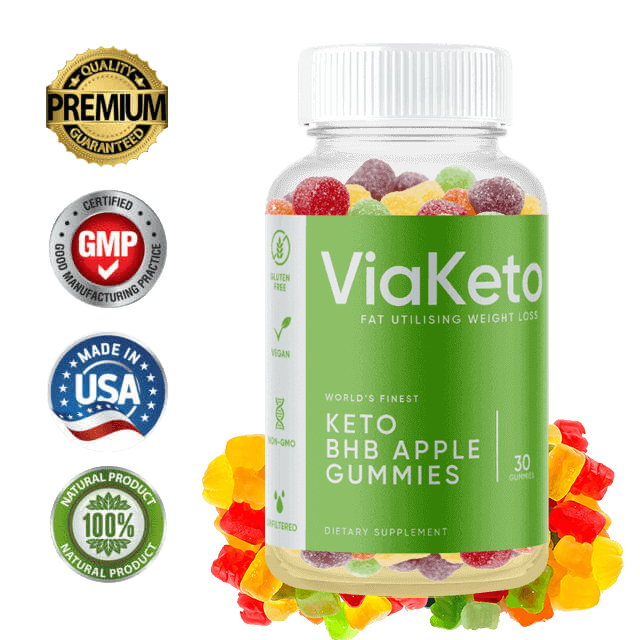 QUALITY
PREMIUM
GUARANTEED
CERTIFIED
GMP
GOOD MANUFACTURING PRACTICE
MADE IN
USA
NATURAL PRODUCT
100%
NATURAL PRODUCT
GLUTEN
FREE
VEGAN
NON-GMO
UNFILTERED
ViaKeto
FAT UTILISING WEIGHT LOSS
WORLD'S FINEST
KETO
BHB APPLE
GUMMIES
30
GUMMIES
DIETARY SUPPLEMENT